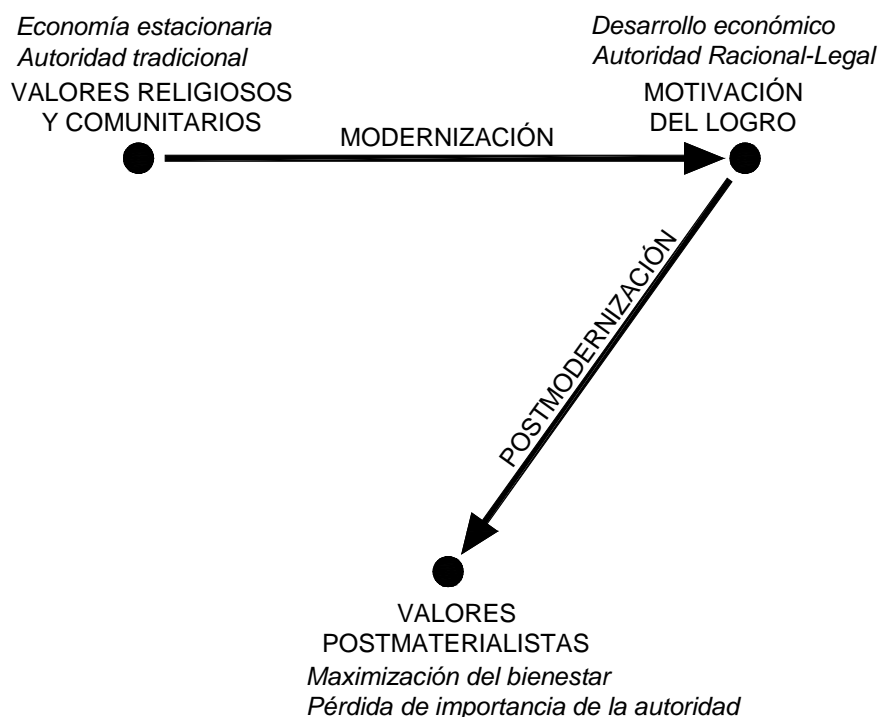 Economía estacionaria
Autoridad tradicional
VALORES RELIGIOSOS
Y COMUNITARIOS
Desarrollo económico
Autoridad Racional-Legal
MOTIVACIÓN
DEL LOGRO
MODERNIZACIÓN
POSTMODERNIZACIÓN
VALORES
POSTMATERIALISTAS
Maximización del bienestar
Pérdida de importancia de la autoridad